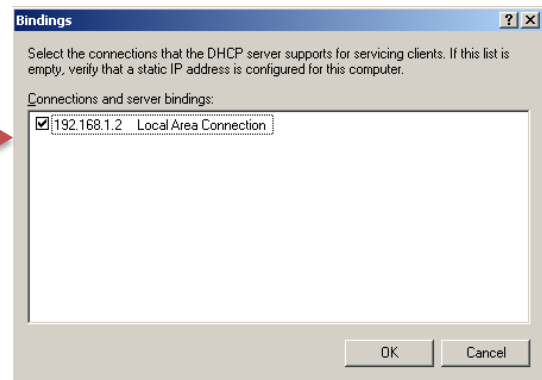 Bindings
Select the connections that the DHCP server supports for servicing clients. If this list is
empty, verify that a static IP address is configured for this computer.
Connections and server bindings:
192.168.1.2 Local Area Connection
OK Cancel